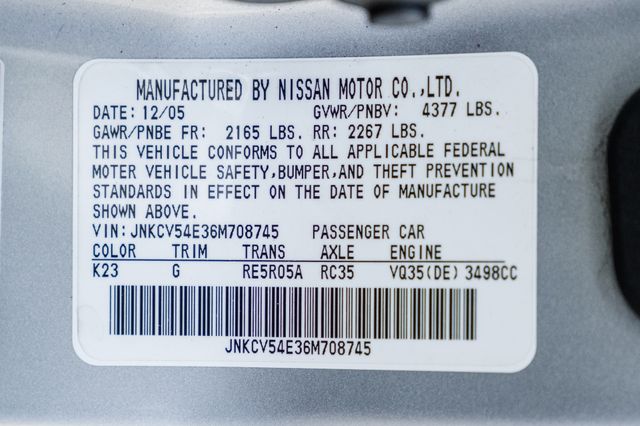 MANUFACTURED BY NISSAN MOTOR CO.,LTD.
DATE: 12/05 GVWR/PNBV: 4377 LBS.
GAWR/PNBE FR: 2165 LBS. RR: 2267 LBS.
THIS VEHICLE CONFORMS TO ALL APPLICABLE FEDERAL
MOTOR VEHICLE SAFETY,BUMPER,AND THEFT PREVENTION
STANDARDS IN EFFECT ON THE DATE OF MANUFACTURE
SHOWN ABOVE.
VIN: JNKCV54E36M708745 PASSENGER CAR
COLOR TRIM TRANS AXLE ENGINE
K23 G RE5R05A RC35 VQ35(DE) 3498CC
JNKCV54E36M708745